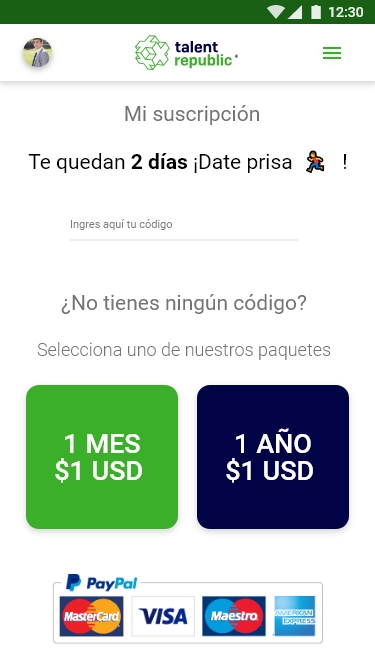 12:30
talent
republic
Mi suscripción
Te quedan 2 días ¡Date prisa 🏃 !
Ingres aquí tu código
¿No tienes ningún código?
Selecciona uno de nuestros paquetes
1 MES
$1 USD
1 AÑO
$1 USD
PayPal
MasterCard
VISA
Maestro
AMERICAN
EXPRESS